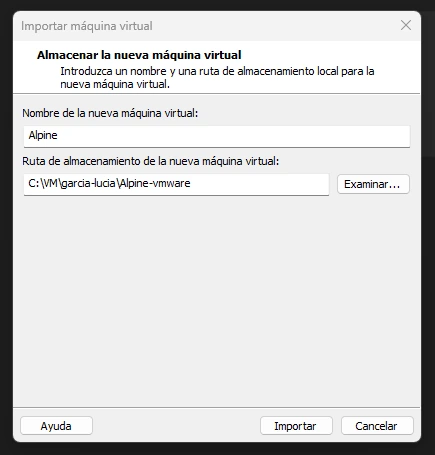 Importar máquina virtual
Almacenar la nueva máquina virtual
Introduzca un nombre y una ruta de almacenamiento local para la
nueva máquina virtual.
Nombre de la nueva máquina virtual:
Alpine
Ruta de almacenamiento de la nueva máquina virtual:
C:\VM\garcia-lucia\Alpine-vmware
Examinar...
Ayuda
Importar
Cancelar